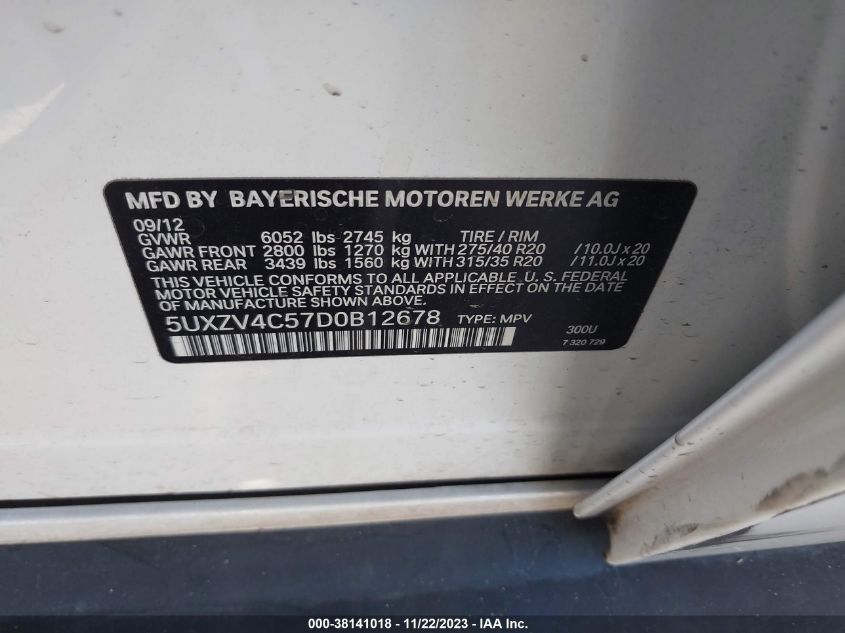 MFD BY BAYERISCHE MOTOREN WERKE AG
09/12
GVWR 6052 lbs 2745 kg TIRE / RIM
GAWR FRONT 2800 lbs 1270 kg WITH 275/40 R20 /10.0J x 20
GAWR REAR 3439 lbs 1560 kg WITH 315/35 R20 /11.0J x 20
THIS VEHICLE CONFORMS TO ALL APPLICABLE U. S. FEDERAL
MOTOR VEHICLE SAFETY STANDARDS IN EFFECT ON THE DATE
OF MANUFACTURE SHOWN ABOVE.
5UXZV4C57D0B12678 TYPE: MPV
300U
7 320 729
000-38141018 - 11/22/2023 - IAA Inc.